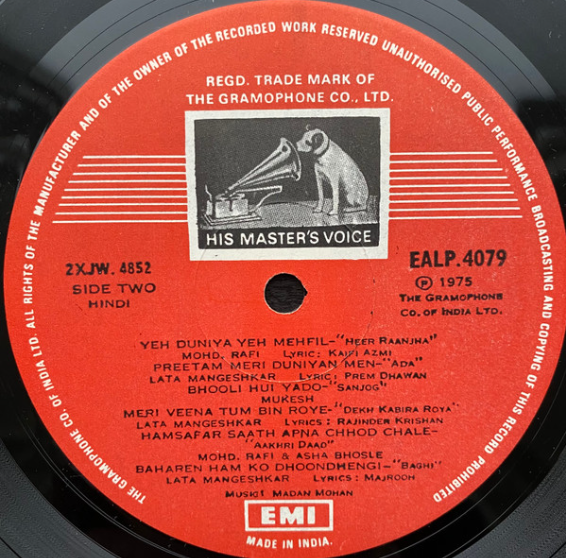 THE GRAMOPHONE CO. OF INDIA LTD. ALL RIGHTS OF THE MANUFACTURER AND OF THE OWNER OF THE RECORDED WORK RESERVED UNAUTHORISED PUBLIC PERFORMANCE BROADCASTING AND COPYING OF THIS RECORD PROHIBITED
REGD. TRADE MARK OF
THE GRAMOPHONE CO., LTD.
HIS MASTER'S VOICE
2XJW. 4852
SIDE TWO
HINDI
EALP.4079
Ⓟ 1975
THE GRAMOPHONE
CO. OF INDIA LTD.
YEH DUNIYA YEH MEHFIL-"HEER RAANJHA"
MOHD. RAFI LYRIC: KAIFI AZMI
PREETAM MERI DUNIYAN MEN-"ADA"
LATA MANGESHKAR LYRIC: PREM DHAWAN
BHOOLI HUI YADO-"SANJOG"
MUKESH
MERI VEENA TUM BIN ROYE-"DEKH KABIRA ROYA"
LATA MANGESHKAR LYRICS: RAJINDER KRISHAN
HAMSAFAR SAATH APNA CHHOD CHALE-
"AAKHRI DAAO"
MOHD. RAFI & ASHA BHOSLE
BAHAREN HAM KO DHOONDHENGI-"BAGHI"
LATA MANGESHKAR LYRICS: MAJROOH
MUSIC: MADAN MOHAN
EMI
MADE IN INDIA.